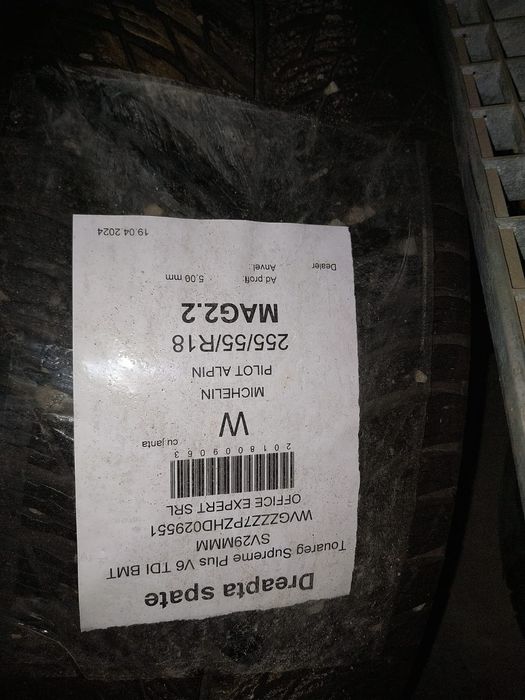 Dreapta spate
Touareg Supreme Plus V6 TDI BMT
SV29MMM
WVGZZZ7PZHD029551
OFFICE EXPERT SRL
2018009063
W cu janta
MICHELIN
PILOT ALPIN
255/55/R18
MAG2.2
Ad.profil: 5,00 mm
Anvel.:
Dealer
19.04.2024